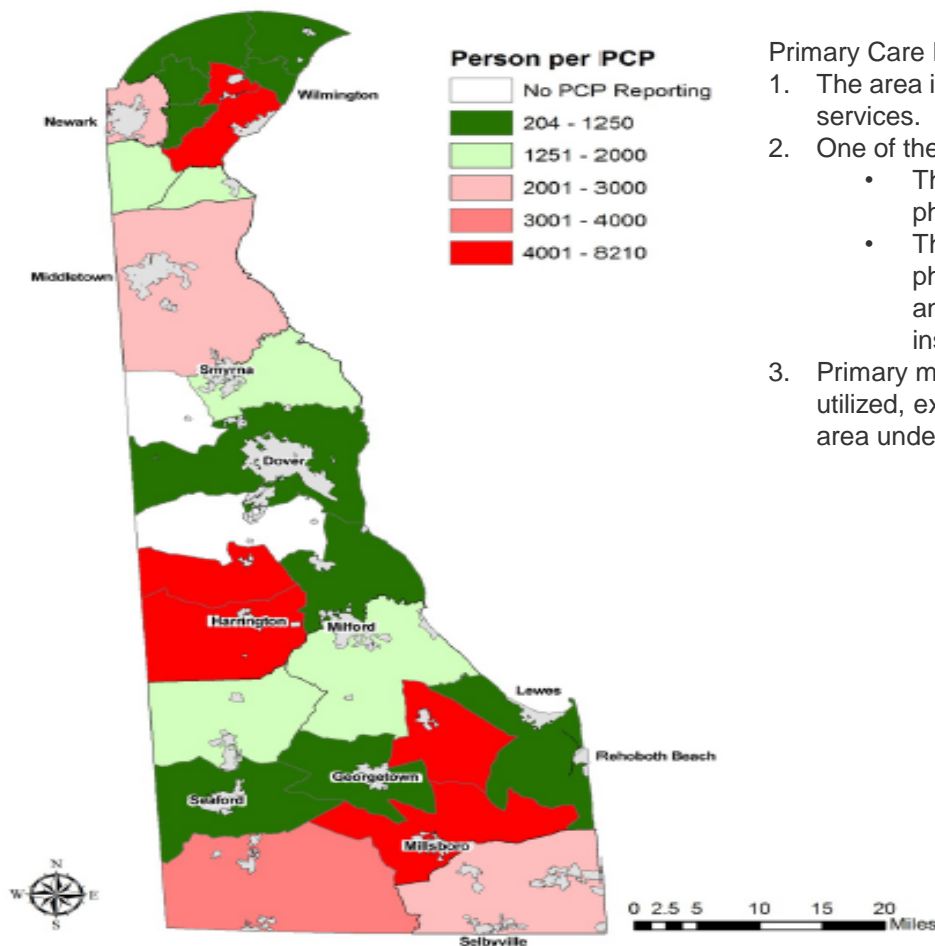 Person per PCP
No PCP Reporting
204 - 1250
1251 - 2000
2001 - 3000
3001 - 4000
4001 - 8210
Wilmington
Newark
Middletown
Smyrna
Dover
Harrington
Milford
Lewes
Rehoboth Beach
Georgetown
Seaford
Millsboro
Selbyville
N
W E
S
0 2.5 5 10 15 20
Miles
Primary Care
1. The area i
services.
2. One of the
• Th
ph
• Th
ph
an
ins
3. Primary m
utilized, ex
area unde